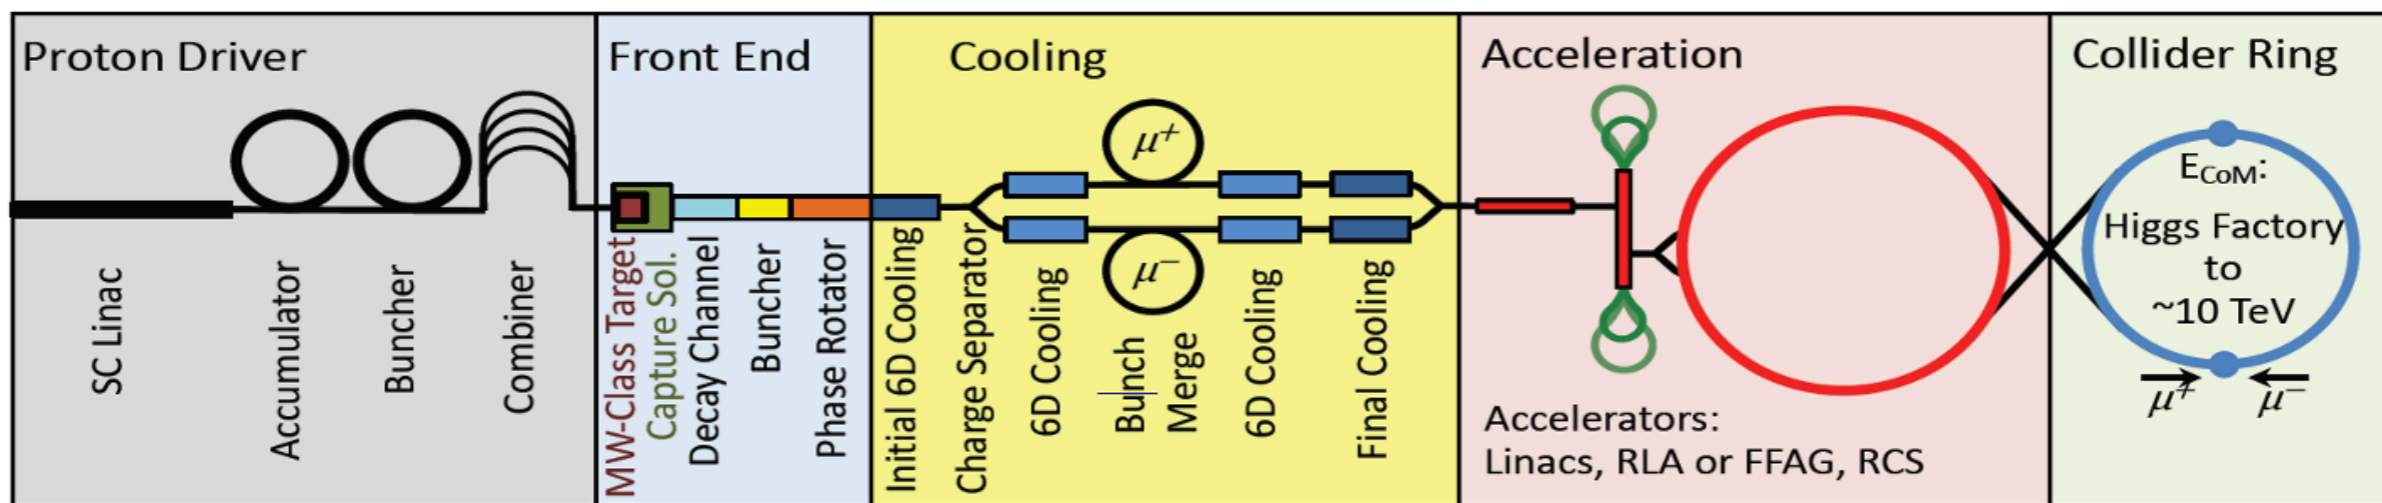 Proton Driver
SC Linac
Accumulator
Buncher
Combiner
Front End
MW-Class Target
Capture Sol.
Decay Channel
Buncher
Phase Rotator
Cooling
Initial 6D Cooling
Charge Separator
6D Cooling
μ+
μ−
Bunch
Merge
6D Cooling
Final Cooling
Acceleration
Accelerators:
Linacs, RLA or FFAG, RCS
Collider Ring
ECoM:
Higgs Factory
to
~10 TeV
μ+ μ−